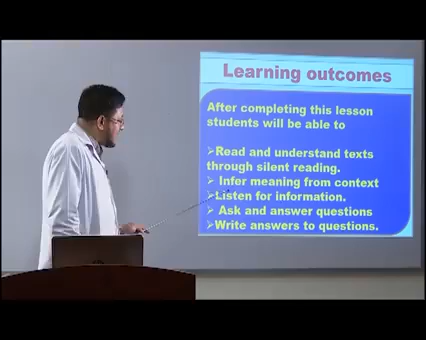 Learning outcomes
After completing this lesson
students will be able to
➢Read and understand texts
through silent reading.
➢ Infer meaning from context
➢Listen for information.
➢ Ask and answer questions
➢Write answers to questions.